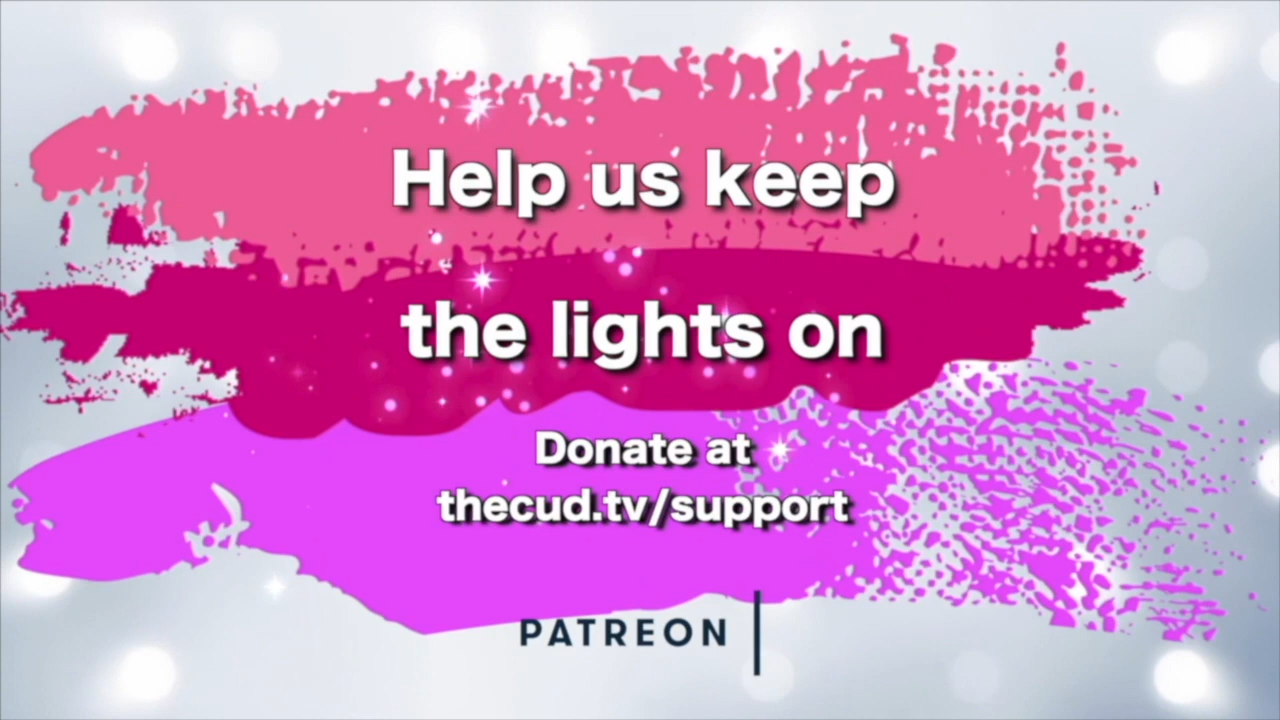 Help us keep
the lights on
Donate at
thecud.tv/support
PATREON